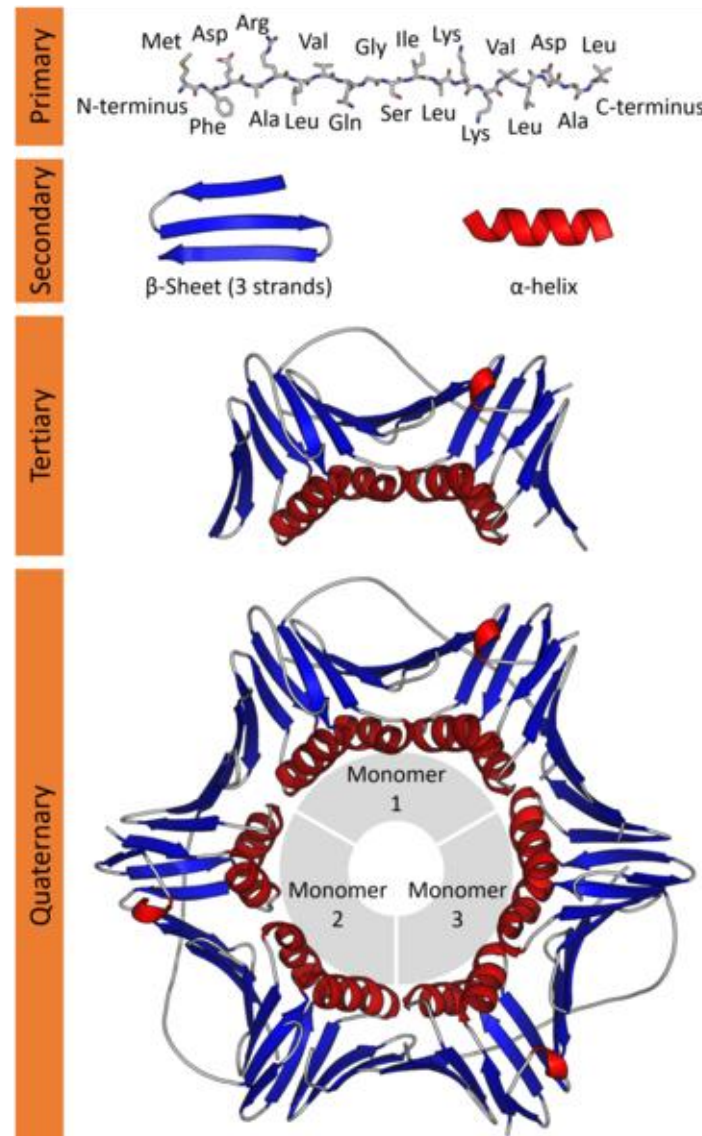 Primary
Met Asp Arg Val Gly Ile Lys Val Asp Leu
N-terminus C-terminus
Phe Ala Leu Gln Ser Leu Lys Leu Ala
Secondary
β-Sheet (3 strands) α-helix
Tertiary
Quaternary
Monomer
1
Monomer Monomer
2 3